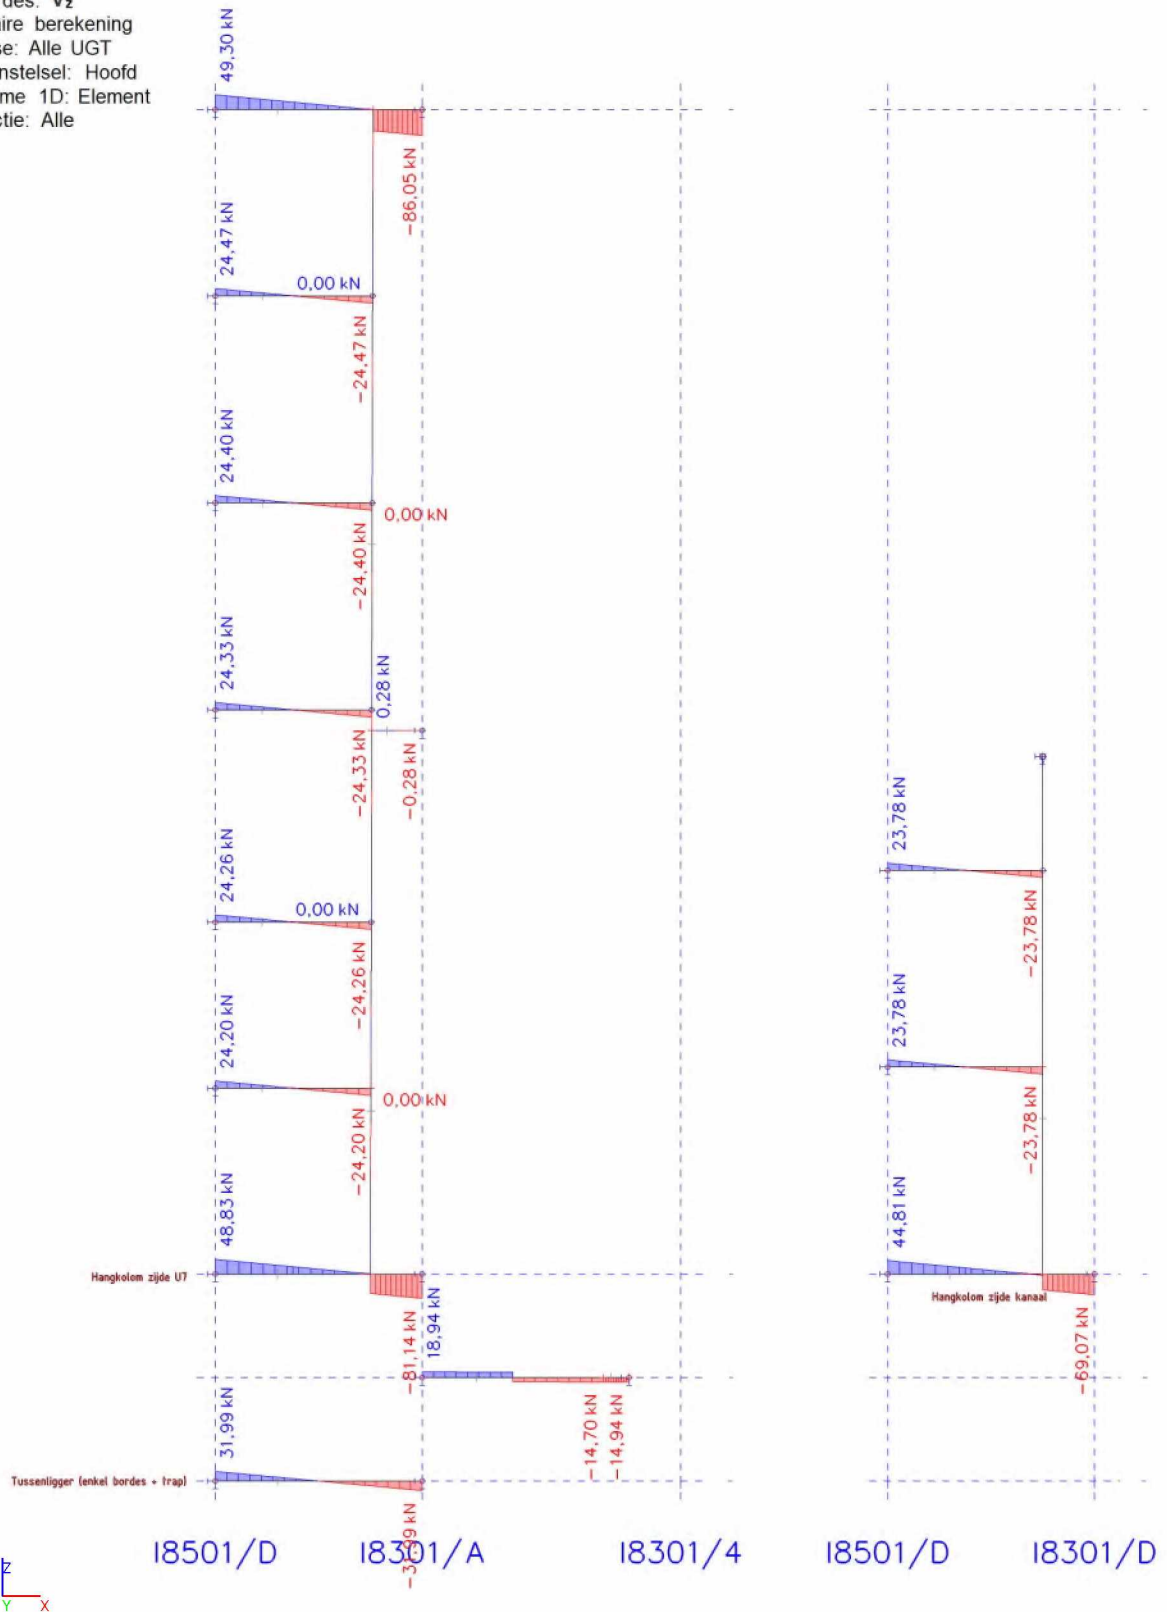 des: Vz
ire berekening
se: Alle UGT
nstelsel: Hoofd
me 1D: Element
tie: Alle
49,30 kN
-86,05 kN
24,47 kN
0,00 kN
-24,47 kN
24,40 kN
0,00 kN
-24,40 kN
24,33 kN
0,28 kN
-24,33 kN
-0,28 kN
23,78 kN
24,26 kN
0,00 kN
-23,78 kN
-24,26 kN
24,20 kN
23,78 kN
0,00 kN
-24,20 kN
-23,78 kN
48,83 kN
44,81 kN
Hangkolom zijde U7
Hangkolom zijde kanaal
-81,14 kN
18,94 kN
-69,07 kN
31,99 kN
-14,70 kN
-14,94 kN
Tussenligger (enkel bordes + trap)
-31,99 kN
18501/D
18301/A
18301/4
18501/D
18301/D
Z
Y
X